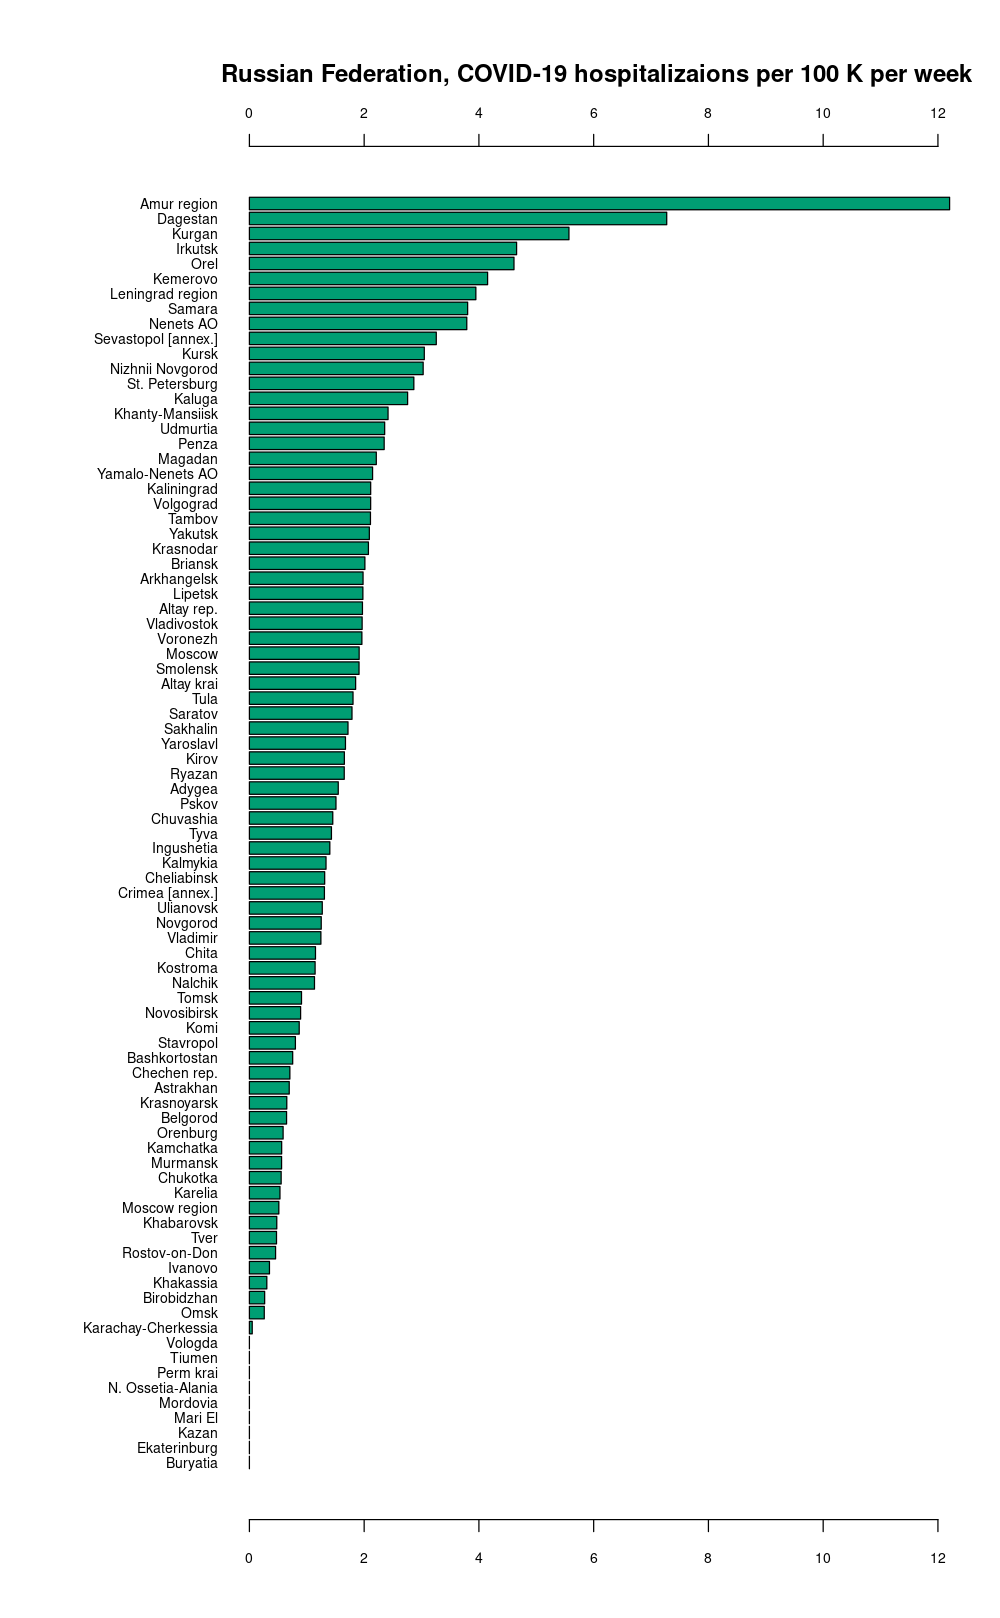 Russian Federation, COVID-19 hospitalizaions per 100 K per week
0 2 4 6 8 10 12
Amur region
Dagestan
Kurgan
Irkutsk
Orel
Kemerovo
Leningrad region
Samara
Nenets AO
Sevastopol [annex.]
Kursk
Nizhnii Novgorod
St. Petersburg
Kaluga
Khanty-Mansiisk
Udmurtia
Penza
Magadan
Yamalo-Nenets AO
Kaliningrad
Volgograd
Tambov
Yakutsk
Krasnodar
Briansk
Arkhangelsk
Lipetsk
Altay rep.
Vladivostok
Voronezh
Moscow
Smolensk
Altay krai
Tula
Saratov
Sakhalin
Yaroslavl
Kirov
Ryazan
Adygea
Pskov
Chuvashia
Tyva
Ingushetia
Kalmykia
Cheliabinsk
Crimea [annex.]
Ulianovsk
Novgorod
Vladimir
Chita
Kostroma
Nalchik
Tomsk
Novosibirsk
Komi
Stavropol
Bashkortostan
Chechen rep.
Astrakhan
Krasnoyarsk
Belgorod
Orenburg
Kamchatka
Murmansk
Chukotka
Karelia
Moscow region
Khabarovsk
Tver
Rostov-on-Don
Ivanovo
Khakassia
Birobidzhan
Omsk
Karachay-Cherkessia
Vologda
Tiumen
Perm krai
N. Ossetia-Alania
Mordovia
Mari El
Kazan
Ekaterinburg
Buryatia
0 2 4 6 8 10 12